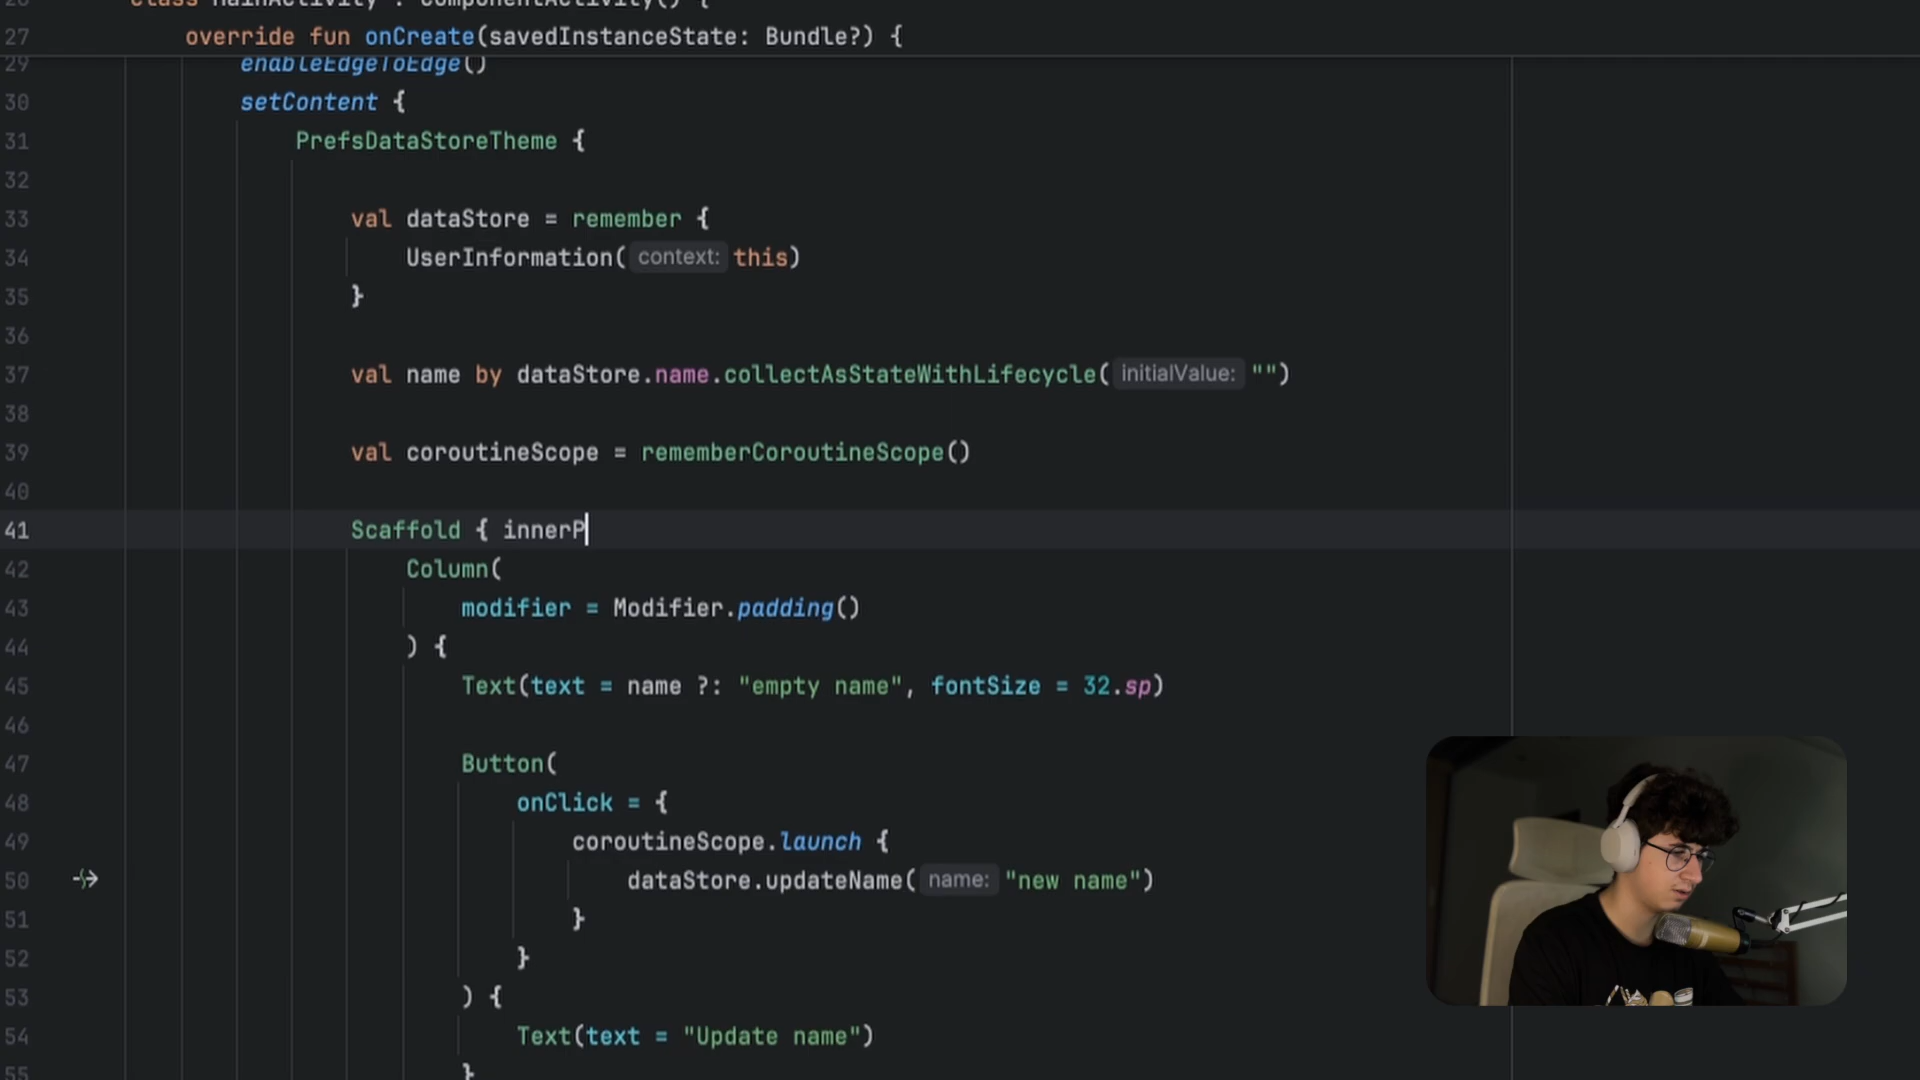 class MainActivity : ComponentActivity() {
27 override fun onCreate(savedInstanceState: Bundle?) {
29 enableEdgeToEdge()
30 setContent {
31 PrefsDataStoreTheme {
32
33 val dataStore = remember {
34 UserInformation( context: this)
35 }
36
37 val name by dataStore.name.collectAsStateWithLifecycle( initialValue: "")
38
39 val coroutineScope = rememberCoroutineScope()
40
41 Scaffold { innerP
42 Column(
43 modifier = Modifier.padding()
44 ) {
45 Text(text = name ?: "empty name", fontSize = 32.sp)
46
47 Button(
48 onClick = {
49 coroutineScope.launch {
50 dataStore.updateName( name: "new name")
51 }
52 }
53 ) {
54 Text(text = "Update name")
55 }